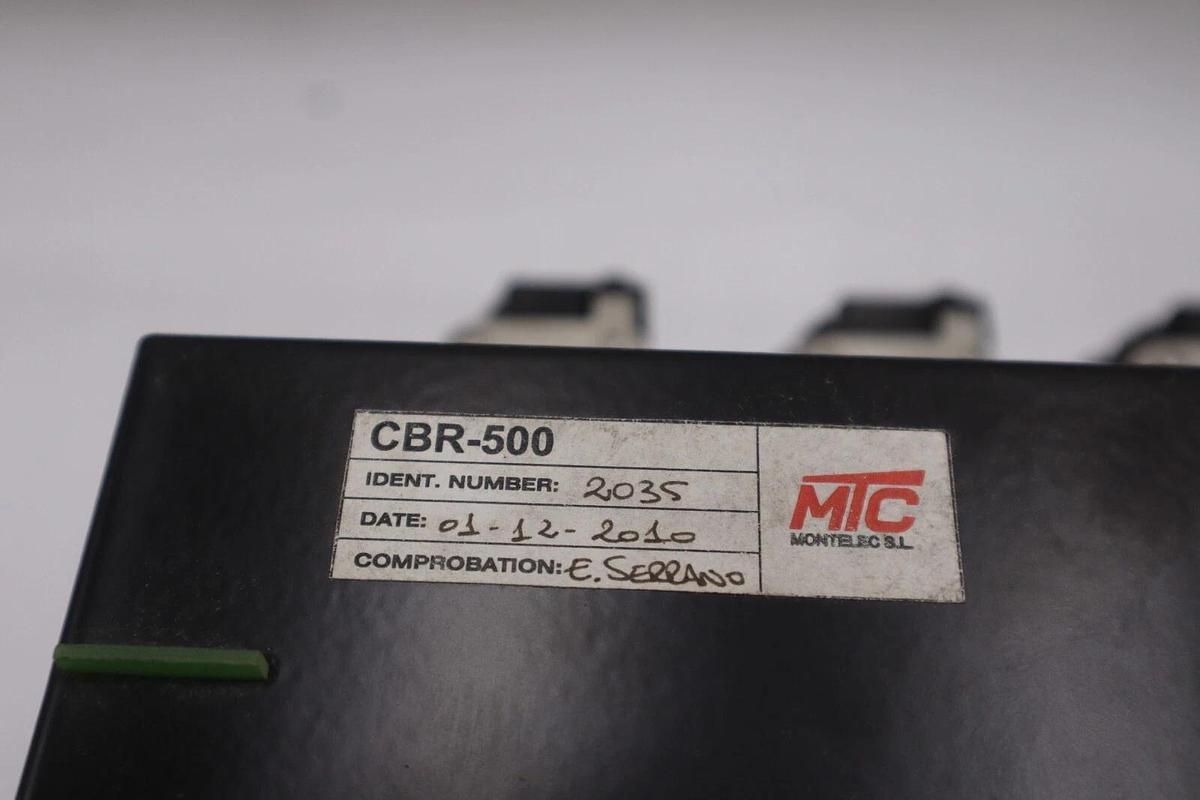 CBR-500
IDENT. NUMBER: 2035
DATE: 01-12-2010
COMPROBATION: E. SERRANO
MTC
MONTELEC S.L.